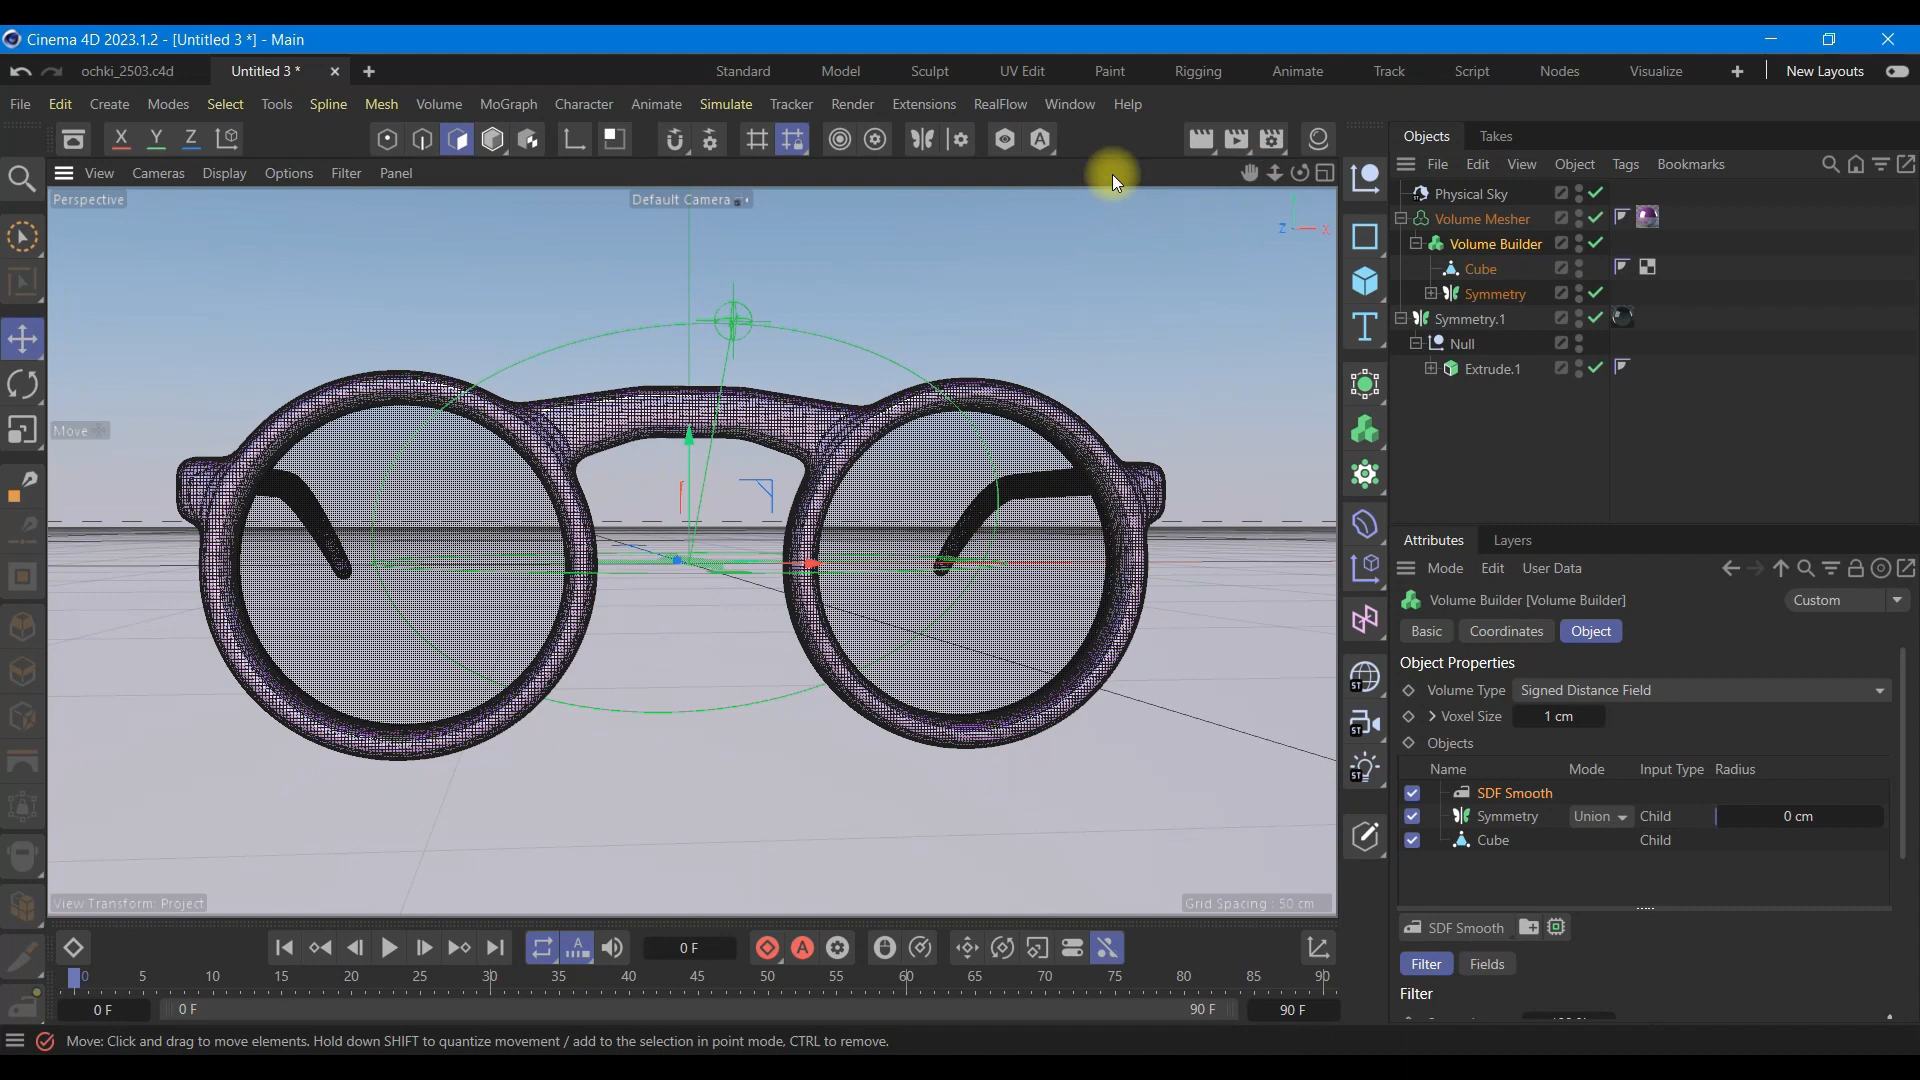 Cinema 4D 2023.1.2 - [Untitled 3 *] - Main
ochki_2503.c4d
Untitled 3 *
Standard Model Sculpt UV Edit Paint Rigging Animate Track Script Nodes Visualize New Layouts
File Edit Create Modes Select Tools Spline Mesh Volume MoGraph Character Animate Simulate Tracker Render Extensions RealFlow Window Help
X Y Z
A
View Cameras Display Options Filter Panel
Perspective
Default Camera
Z X
Move
View Transform: Project
Grid Spacing : 50 cm
T
ST
ST
ST
Objects Takes
File Edit View Object Tags Bookmarks
Physical Sky
Volume Mesher
Volume Builder
Cube
Symmetry
Symmetry.1
Null
Extrude.1
Attributes Layers
Mode Edit User Data
Volume Builder [Volume Builder]
Custom
Basic Coordinates Object
Object Properties
Volume Type Signed Distance Field
Voxel Size 1 cm
Objects
Name Mode Input Type Radius
SDF Smooth
Symmetry Union Child 0 cm
Cube Child
SDF Smooth
Filter Fields
Filter
A
0 F
A
0 5 10 15 20 25 30 35 40 45 50 55 60 65 70 75 80 85 90
0 F 0 F 90 F 90 F
Move: Click and drag to move elements. Hold down SHIFT to quantize movement / add to the selection in point mode, CTRL to remove.